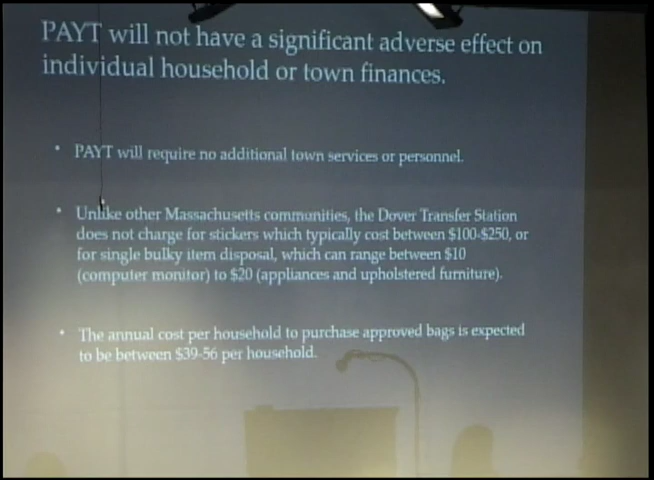 PAYT will not have a significant adverse effect on
individual household or town finances.
• PAYT will require no additional town services or personnel.
• Unlike other Massachusetts communities, the Dover Transfer Station
does not charge for stickers which typically cost between $100-$250, or
for single bulky item disposal, which can range between $10
(computer monitor) to $20 (appliances and upholstered furniture).
• The annual cost per household to purchase approved bags is expected
to be between $39-56 per household.